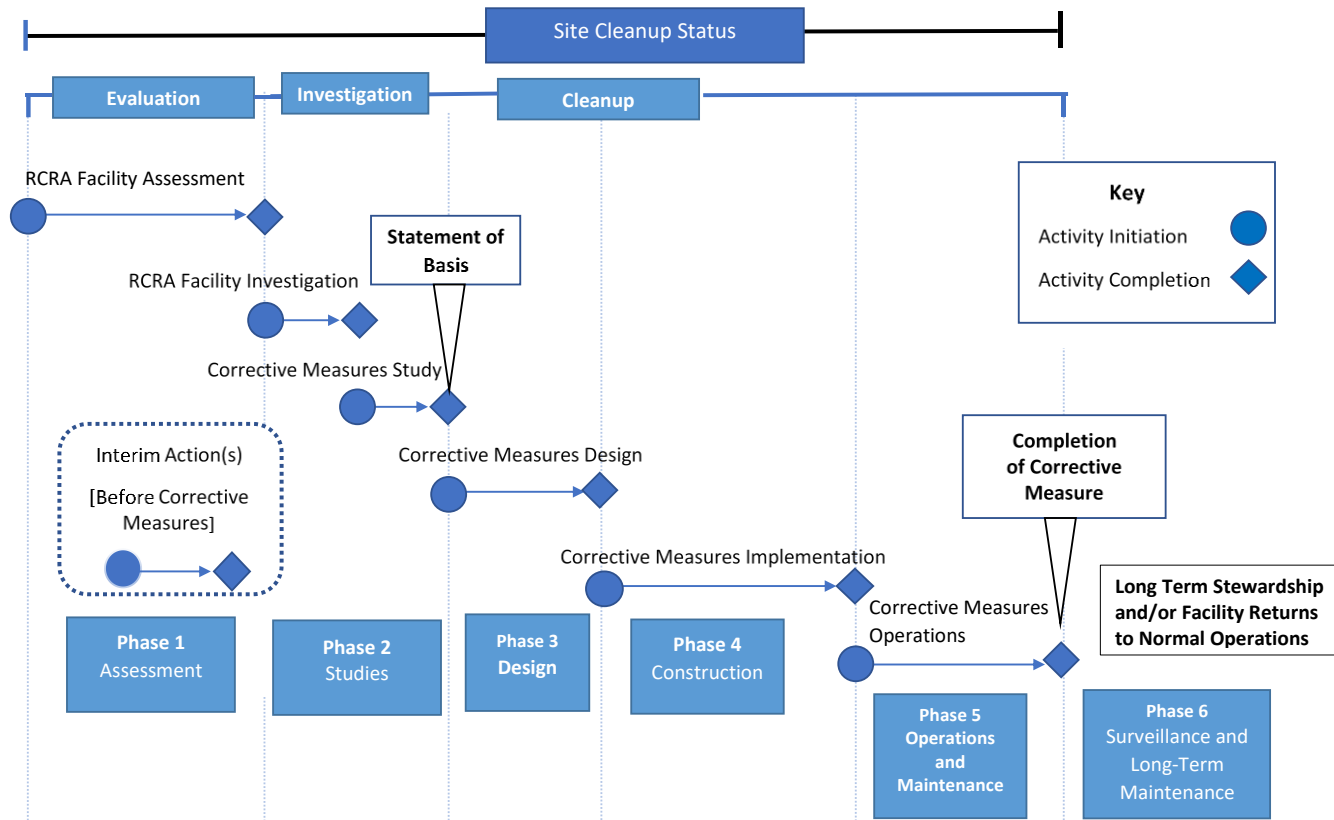 Site Cleanup Status
Evaluation
Investigation
Cleanup
RCRA Facility Assessment
Key
Activity Initiation
Activity Completion
Statement of
Basis
RCRA Facility Investigation
Corrective Measures Study
Interim Action(s)
[Before Corrective
Measures]
Corrective Measures Design
Completion
of Corrective
Measure
Corrective Measures Implementation
Corrective Measures
Operations
Long Term Stewardship
and/or Facility Returns
to Normal Operations
Phase 1
Assessment
Phase 2
Studies
Phase 3
Design
Phase 4
Construction
Phase 5
Operations
and
Maintenance
Phase 6
Surveillance and
Long-Term
Maintenance